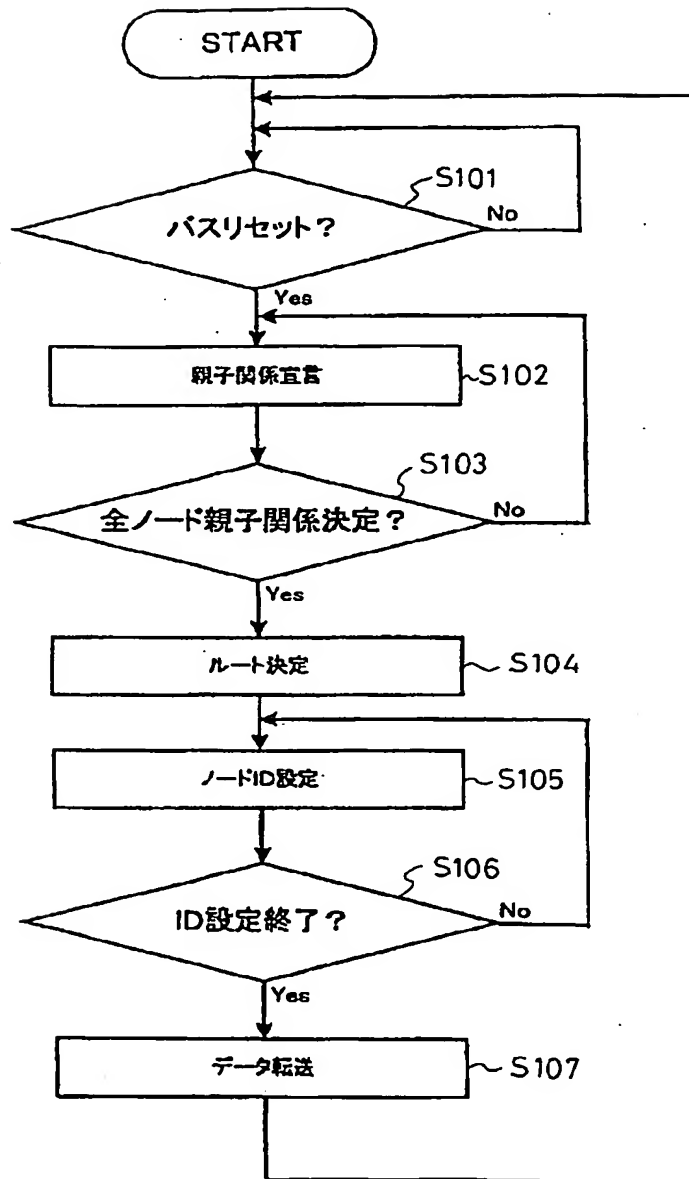 START
S101
バスリセット?
No
Yes
親子関係宣言
S102
S103
全ノード親子関係決定?
No
Yes
ルート決定
S104
ノードID設定
S105
S106
ID設定終了?
No
Yes
データ転送
S107